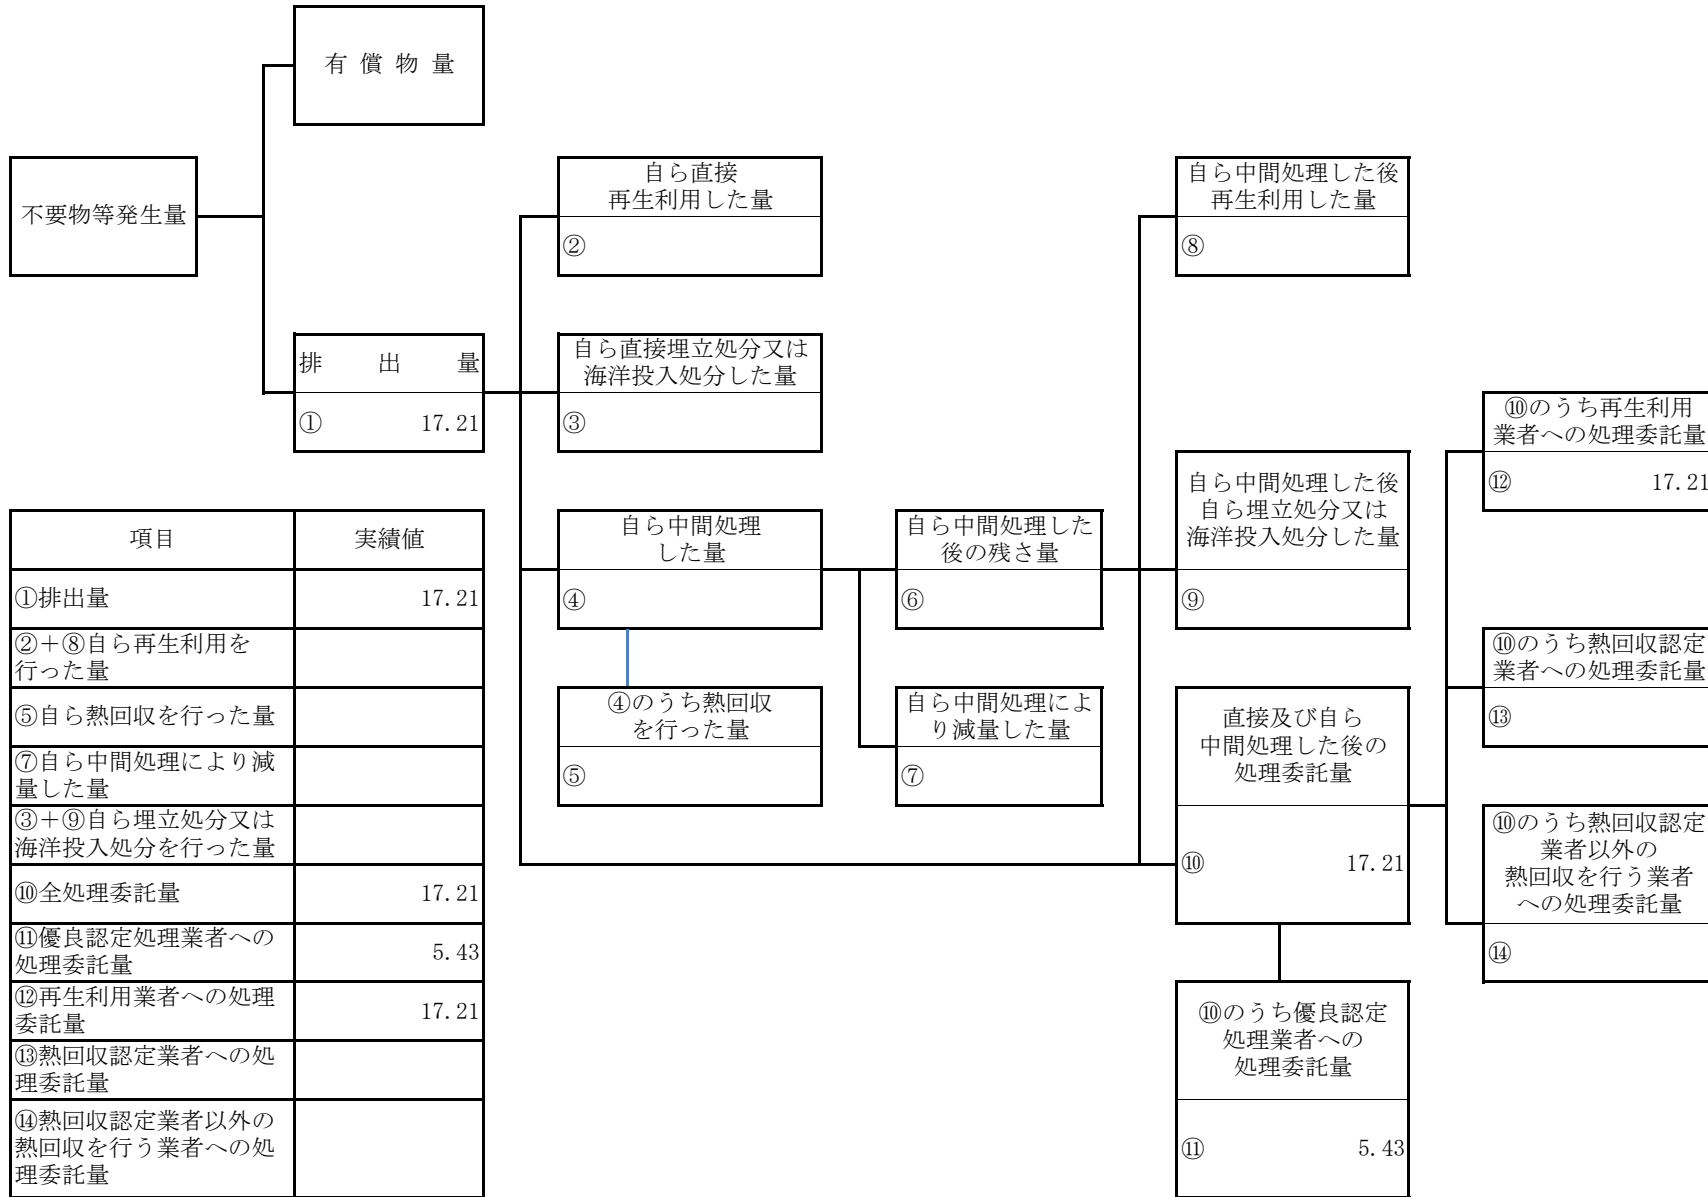 有償物量
不要物等発生量
自ら直接
再生利用した量
②
自ら中間処理した後
再生利用した量
⑧
排出量
① 17.21
自ら直接埋立処分又は
海洋投入処分した量
③
⑩のうち再生利用
業者への処理委託量
⑫ 17.21
自ら中間処理した後
自ら埋立処分又は
海洋投入処分した量
⑨
自ら中間処理
した量
④
自ら中間処理した
後の残さ量
⑥
⑩のうち熱回収認定
業者への処理委託量
⑬
④のうち熱回収
を行った量
⑤
自ら中間処理によ
り減量した量
⑦
直接及び自ら
中間処理した後の
処理委託量
⑩ 17.21
⑩のうち熱回収認定
業者以外の
熱回収を行う業者
への処理委託量
⑭
⑩のうち優良認定
処理業者への
処理委託量
⑪ 5.43
項目 実績値
①排出量 17.21
②＋⑧自ら再生利用を
行った量
⑤自ら熱回収を行った量
⑦自ら中間処理により減
量した量
③＋⑨自ら埋立処分又は
海洋投入処分を行った量
⑩全処理委託量 17.21
⑪優良認定処理業者への
処理委託量 5.43
⑫再生利用業者への処理
委託量 17.21
⑬熱回収認定業者への処
理委託量
⑭熱回収認定業者以外の
熱回収を行う業者への処
理委託量